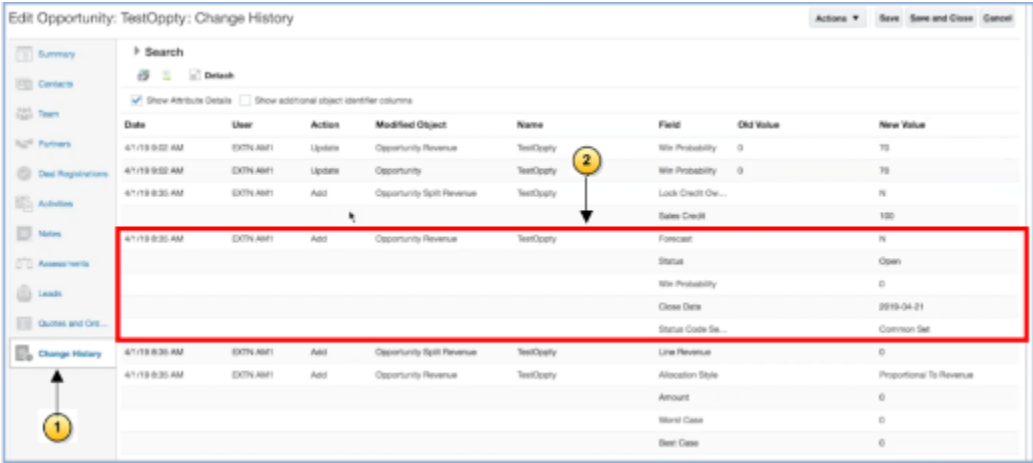 Edit Opportunity: TestOppty: Change History
Actions Save Save and Close Cancel
Summary
Contacts
Team
Partners
Deal Registrations
Activities
Notes
Assessments
Leads
Quotes and Ord...
Change History
1
Search
Detach
Show Attribute Details Show additional object identifier columns
Date User Action Modified Object Name Field Old Value New Value
4/1/19 9:02 AM EXTN AM1 Update Opportunity Revenue TestOppty Win Probability 0 70
4/1/19 9:02 AM EXTN AM1 Update Opportunity TestOppty Win Probability 0 70
2
4/1/19 8:35 AM EXTN AM1 Add Opportunity Split Revenue TestOppty Lock Credit Ow... N
Sales Credit 100
4/1/19 8:35 AM EXTN AM1 Add Opportunity Revenue TestOppty Forecast N
Status Open
Win Probability 0
Close Date 2019-04-21
Status Code Se... Common Set
4/1/19 8:35 AM EXTN AM1 Add Opportunity Split Revenue TestOppty Line Revenue 0
4/1/19 8:35 AM EXTN AM1 Add Opportunity Revenue TestOppty Allocation Style Proportional To Revenue
Amount 0
Worst Case 0
Best Case 0